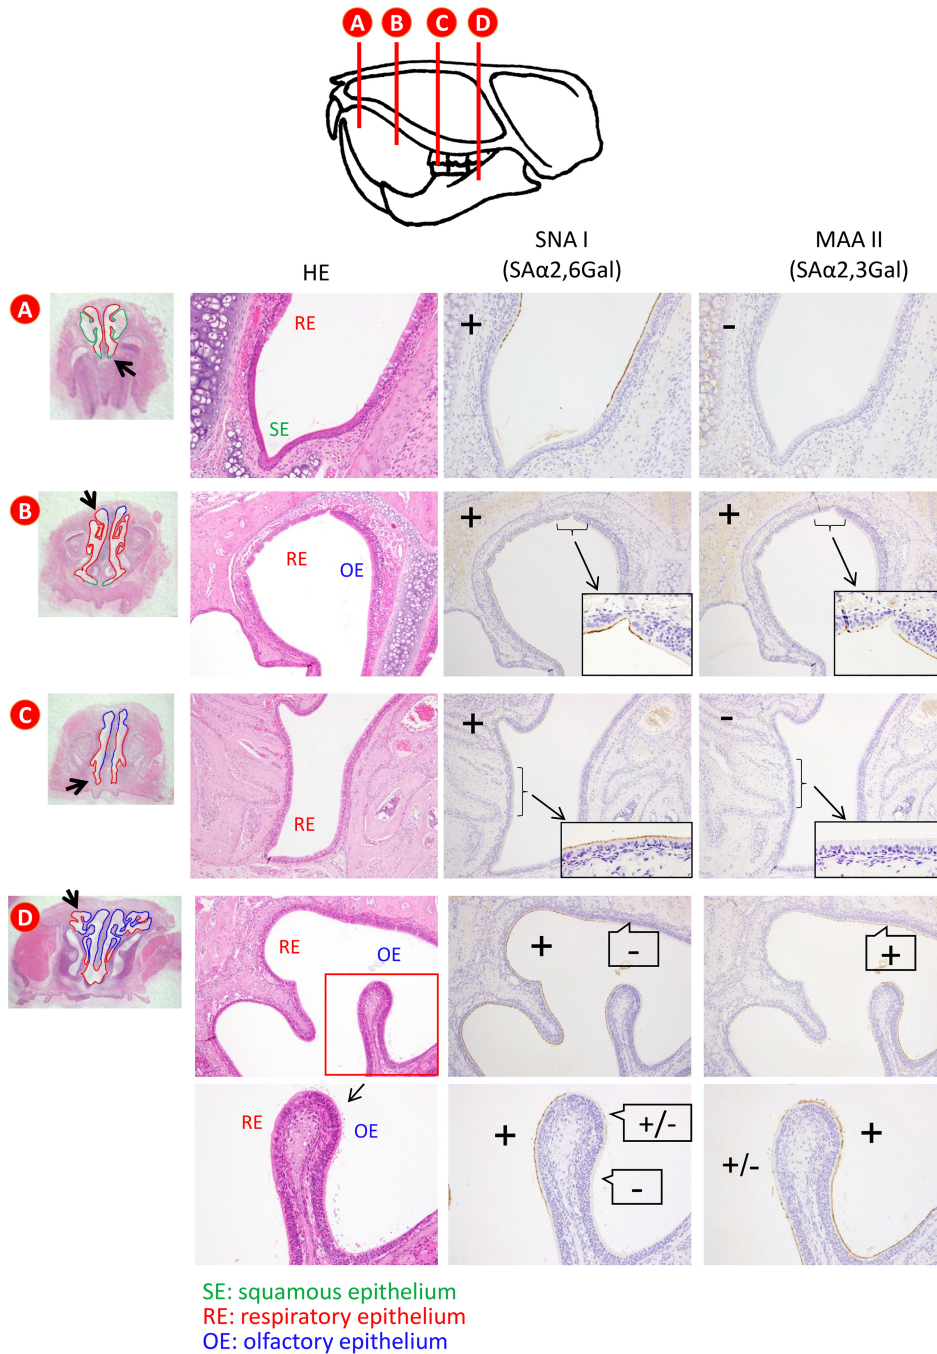 A B C D
HE
SNA I
(SAα2,6Gal)
MAA II
(SAα2,3Gal)
A
RE
SE
+
-
B
RE
OE
+
+
C
RE
+
-
D
RE
OE
+
-
+
RE
OE
+
+/-
-
+/-
+
SE: squamous epithelium
RE: respiratory epithelium
OE: olfactory epithelium